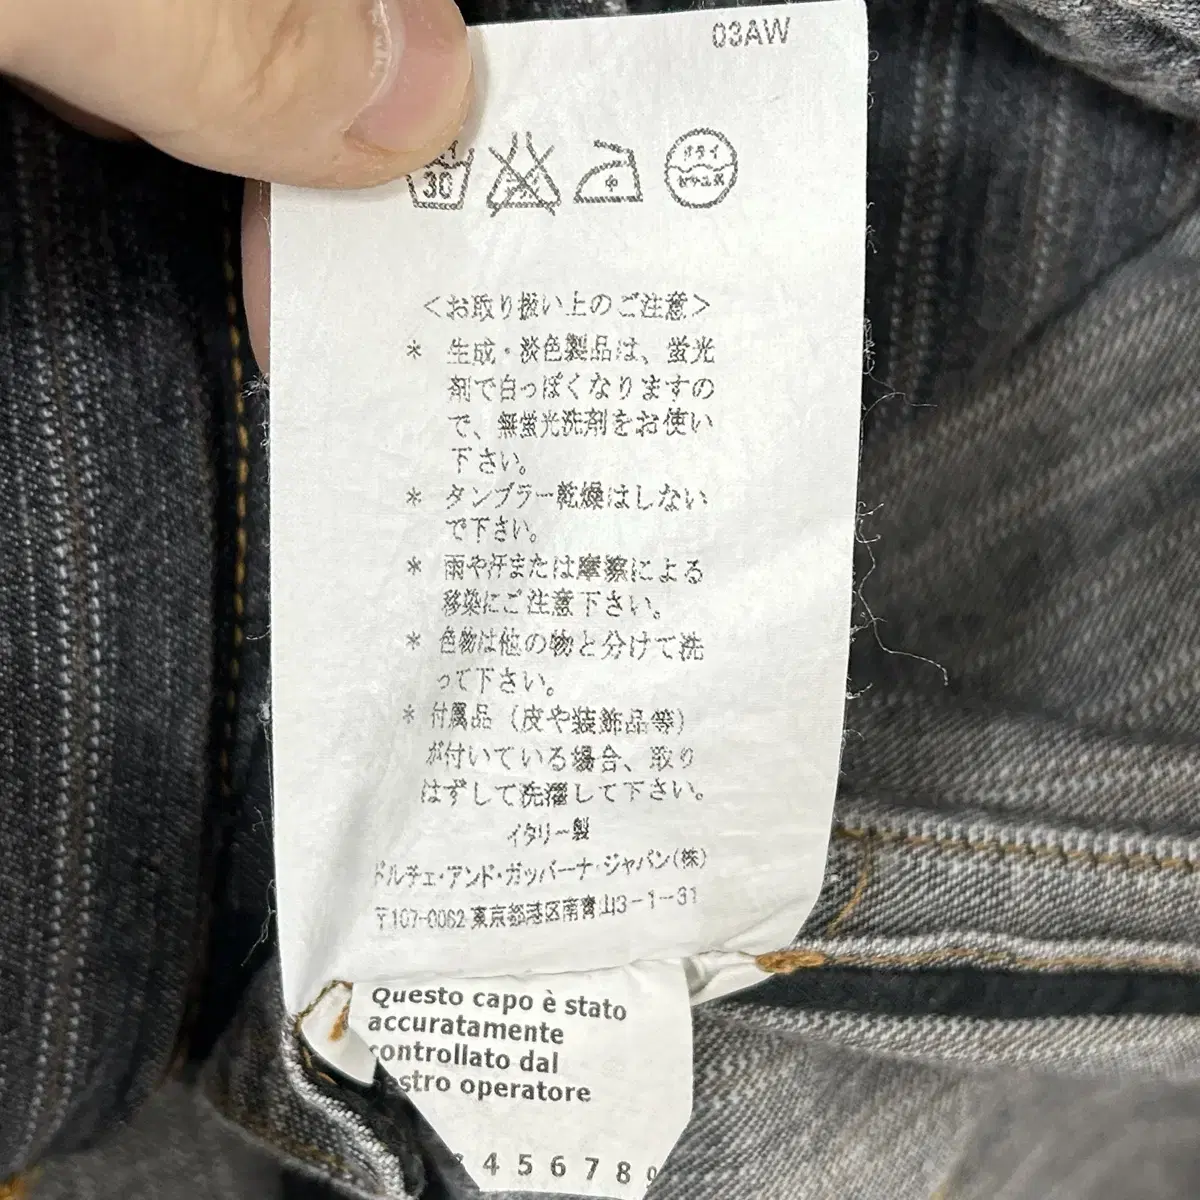 03AW
30
中
ドライ
セキユ系
<お取り扱い上のご注意>
* 生成・淡色製品は、蛍光
剤で白っぽくなりますの
で、無蛍光洗剤をお使い
下さい。
* タンブラー乾燥はしない
で下さい。
* 雨や汗または摩擦による
移染にご注意下さい。
* 色物は他の物と分けて洗
って下さい。
* 付属品(皮や装飾品等)
が付いている場合、取り
はずして洗濯して下さい。
イタリー製
ドルチェ・アンド・ガッバーナ・ジャパン(株)
〒107-0062 東京都港区南青山3-1-31
Questo capo è stato
accuratamente
controllato dal
nostro operatore
4 5 6 7 8 9